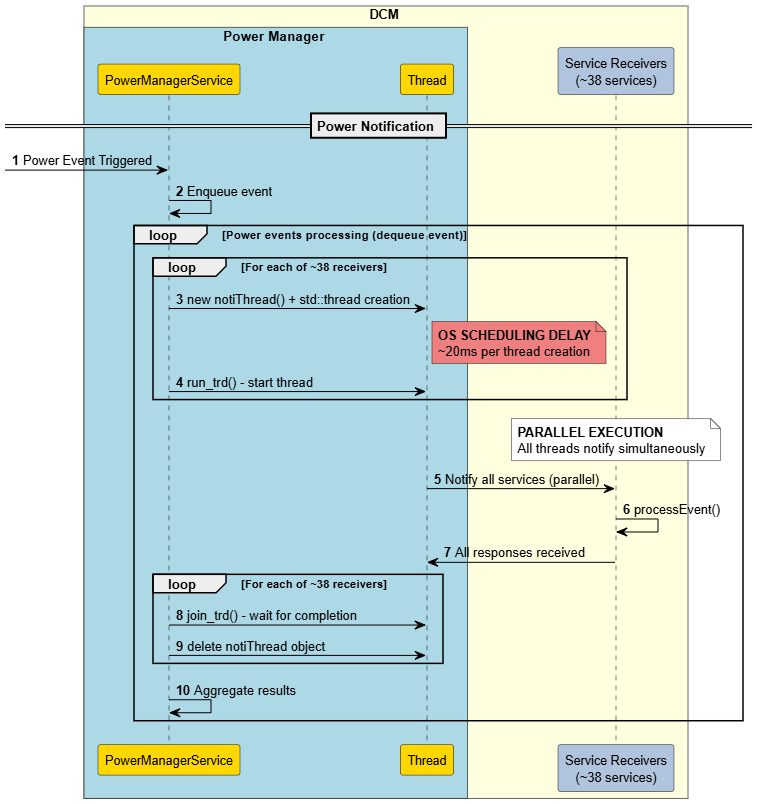 DCM
Power Manager
PowerManagerService
Thread
Service Receivers
(~38 services)
Power Notification
1 Power Event Triggered
2 Enqueue event
loop [Power events processing (dequeue event)]
loop [For each of ~38 receivers]
3 new notiThread() + std::thread creation
OS SCHEDULING DELAY
~20ms per thread creation
4 run_trd() - start thread
PARALLEL EXECUTION
All threads notify simultaneously
5 Notify all services (parallel)
6 processEvent()
7 All responses received
loop [For each of ~38 receivers]
8 join_trd() - wait for completion
9 delete notiThread object
10 Aggregate results
PowerManagerService
Thread
Service Receivers
(~38 services)